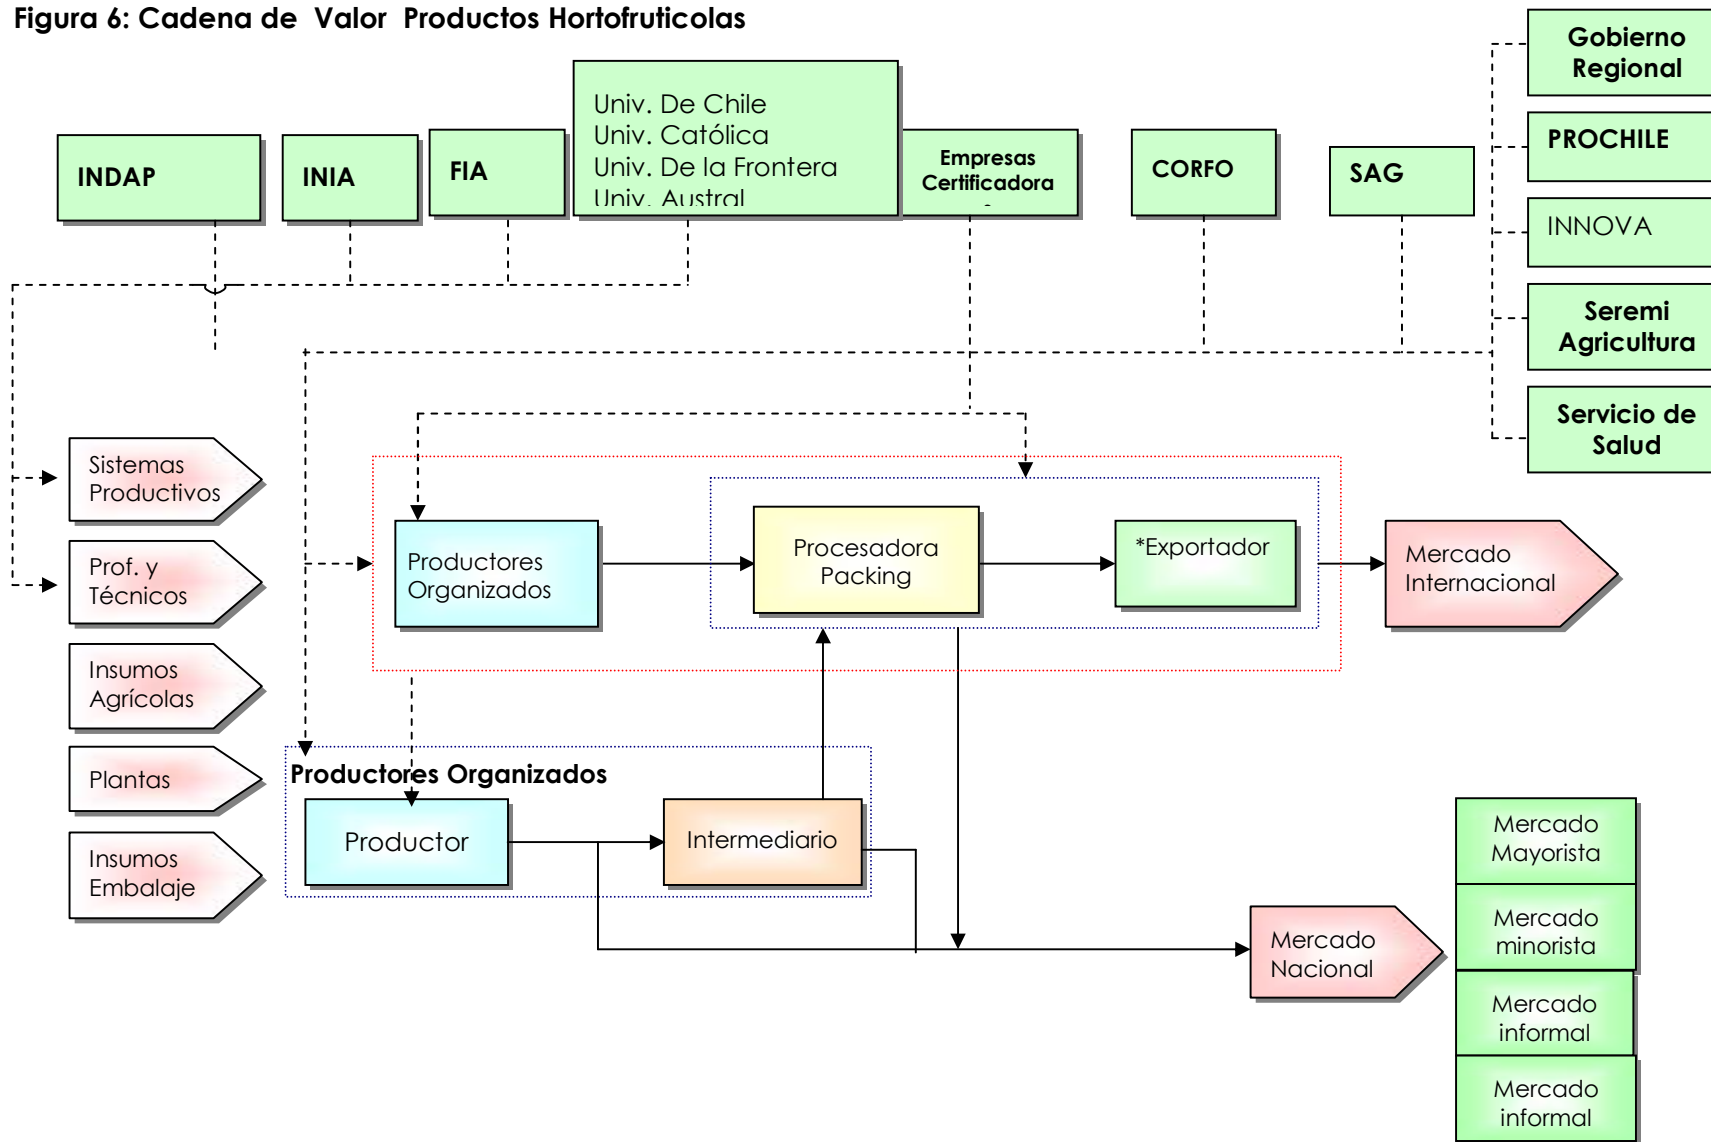 Figura 6: Cadena de Valor Productos Hortofruticolas
Gobierno
Regional
PROCHILE
INNOVA
Seremi
Agricultura
Servicio de
Salud
INDAP
INIA
FIA
Univ. De Chile
Univ. Católica
Univ. De la Frontera
Univ. Austral
Empresas
Certificadora
CORFO
SAG
Sistemas
Productivos
Prof. y
Técnicos
Insumos
Agrícolas
Plantas
Insumos
Embalaje
Productores
Organizados
Procesadora
Packing
*Exportador
Mercado
Internacional
Productores Organizados
Productor
Intermediario
Mercado
Nacional
Mercado
Mayorista
Mercado
minorista
Mercado
informal
Mercado
informal